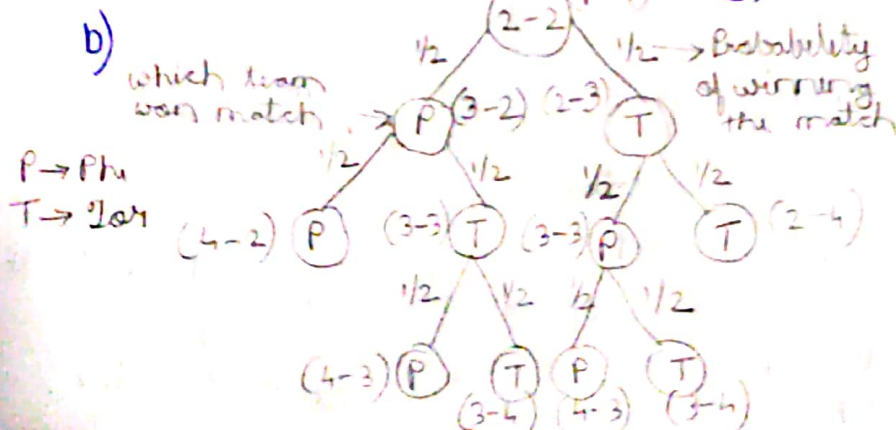 b)
2-2
1/2
1/2 → Probability
of winning
the match
which team
won match →
P
(3-2)
(2-3)
T
P → Phi
T → Tor
1/2
1/2
1/2
1/2
(4-2)
P
(3-3)
T
(3-3)
P
T
(2-4)
1/2
1/2
1/2
1/2
(4-3)
P
T
P
T
(3-4)
(4-3)
(3-4)